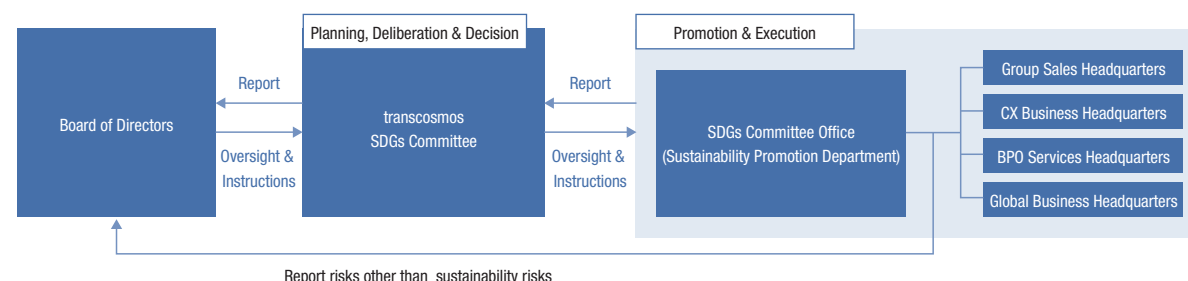 Planning, Deliberation & Decision
Promotion & Execution
Board of Directors
Report
Oversight &
Instructions
transcosmos
SDGs Committee
Report
Oversight &
Instructions
SDGs Committee Office
(Sustainability Promotion Department)
Group Sales Headquarters
CX Business Headquarters
BPO Services Headquarters
Global Business Headquarters
Report risks other than sustainability risks